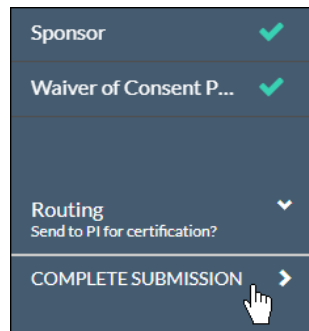 Sponsor
Waiver of Consent P...
Routing
Send to PI for certification?
COMPLETE SUBMISSION